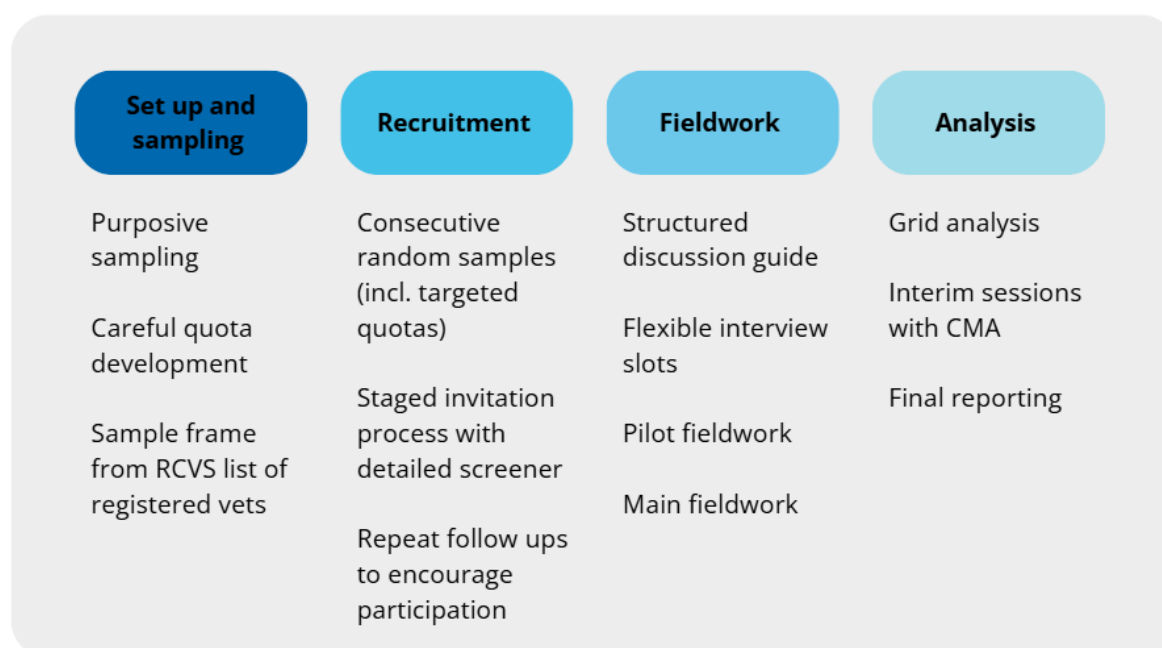 Set up and
sampling
Purposive
sampling
Careful quota
development
Sample frame
from RCVS list of
registered vets
Recruitment
Consecutive
random samples
(incl. targeted
quotas)
Staged invitation
process with
detailed screener
Repeat follow ups
to encourage
participation
Fieldwork
Structured
discussion guide
Flexible interview
slots
Pilot fieldwork
Main fieldwork
Analysis
Grid analysis
Interim sessions
with CMA
Final reporting